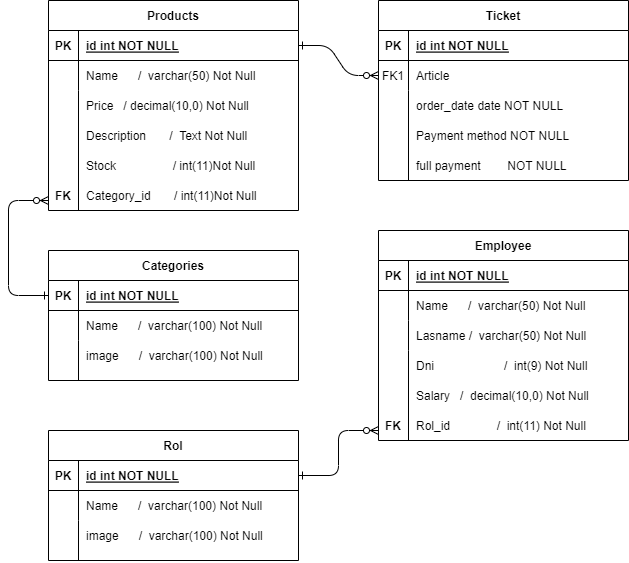 Products
PK id int NOT NULL
Name / varchar(50) Not Null
Price / decimal(10,0) Not Null
Description / Text Not Null
Stock / int(11)Not Null
FK Category_id / int(11)Not Null
Ticket
PK id int NOT NULL
FK1 Article
order_date date NOT NULL
Payment method NOT NULL
full payment NOT NULL
Categories
PK id int NOT NULL
Name / varchar(100) Not Null
image / varchar(100) Not Null
Employee
PK id int NOT NULL
Name / varchar(50) Not Null
Lasname / varchar(50) Not Null
Dni / int(9) Not Null
Salary / decimal(10,0) Not Null
FK Rol_id / int(11) Not Null
Rol
PK id int NOT NULL
Name / varchar(100) Not Null
image / varchar(100) Not Null